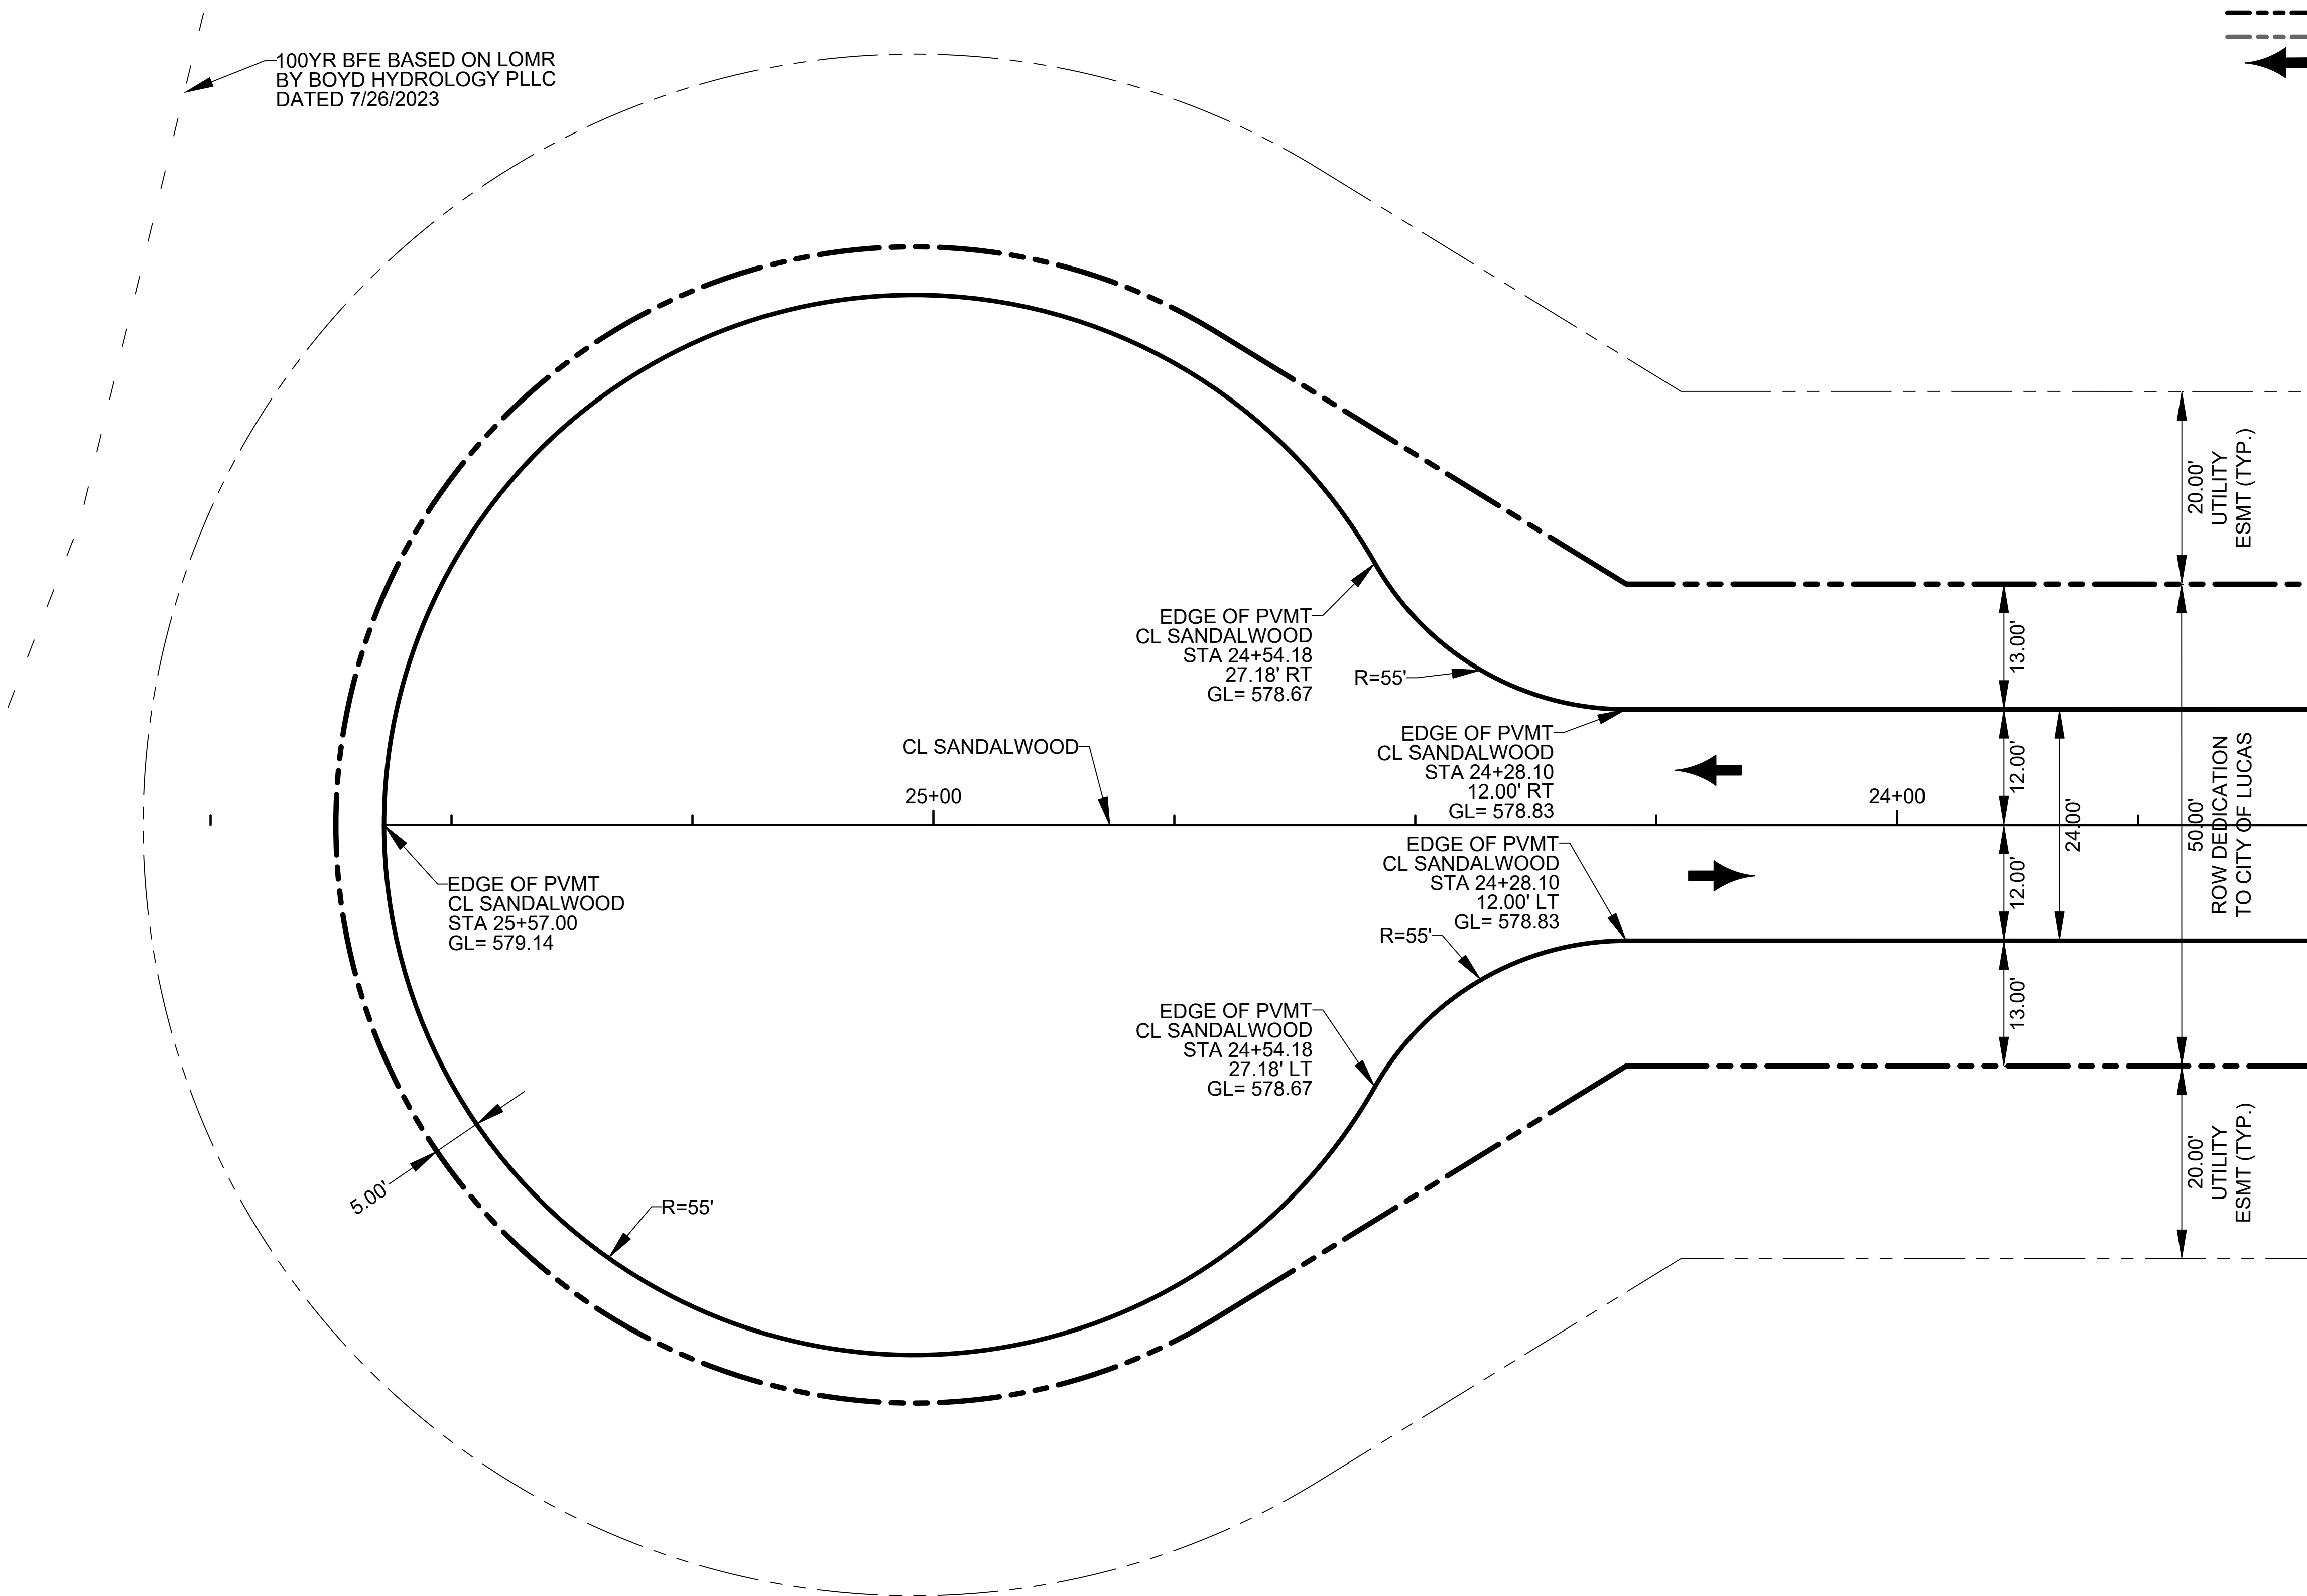 100YR BFE BASED ON LOMR
BY BOYD HYDROLOGY PLLC
DATED 7/26/2023
20.00'
UTILITY
ESMT (TYP.)
EDGE OF PVMT
CL SANDALWOOD
STA 24+54.18
27.18' RT
GL= 578.67
R=55'
13.00'
CL SANDALWOOD
EDGE OF PVMT
CL SANDALWOOD
STA 24+28.10
12.00' RT
GL= 578.83
12.00'
25+00
24+00
24.00'
50.00'
ROW DEDICATION
TO CITY OF LUCAS
EDGE OF PVMT
CL SANDALWOOD
STA 25+57.00
GL= 579.14
EDGE OF PVMT
CL SANDALWOOD
STA 24+28.10
12.00' LT
GL= 578.83
12.00'
R=55'
13.00'
EDGE OF PVMT
CL SANDALWOOD
STA 24+54.18
27.18' LT
GL= 578.67
5.00'
R=55'
20.00'
UTILITY
ESMT (TYP.)